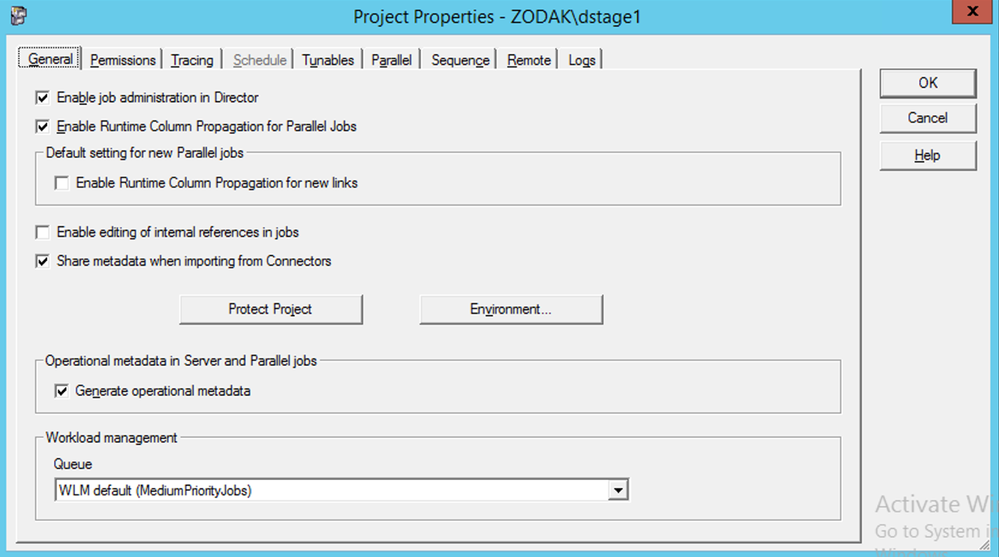 Project Properties - ZODAK\dstage1
x
General Permissions Tracing Schedule Tunables Parallel Sequence Remote Logs
Enable job administration in Director
Enable Runtime Column Propagation for Parallel Jobs
Default setting for new Parallel jobs
Enable Runtime Column Propagation for new links
Enable editing of internal references in jobs
Share metadata when importing from Connectors
Protect Project Environment...
Operational metadata in Server and Parallel jobs
Generate operational metadata
Workload management
Queue
WLM default (MediumPriorityJobs)
OK
Cancel
Help
Activate Wi
Go to System in
Windows